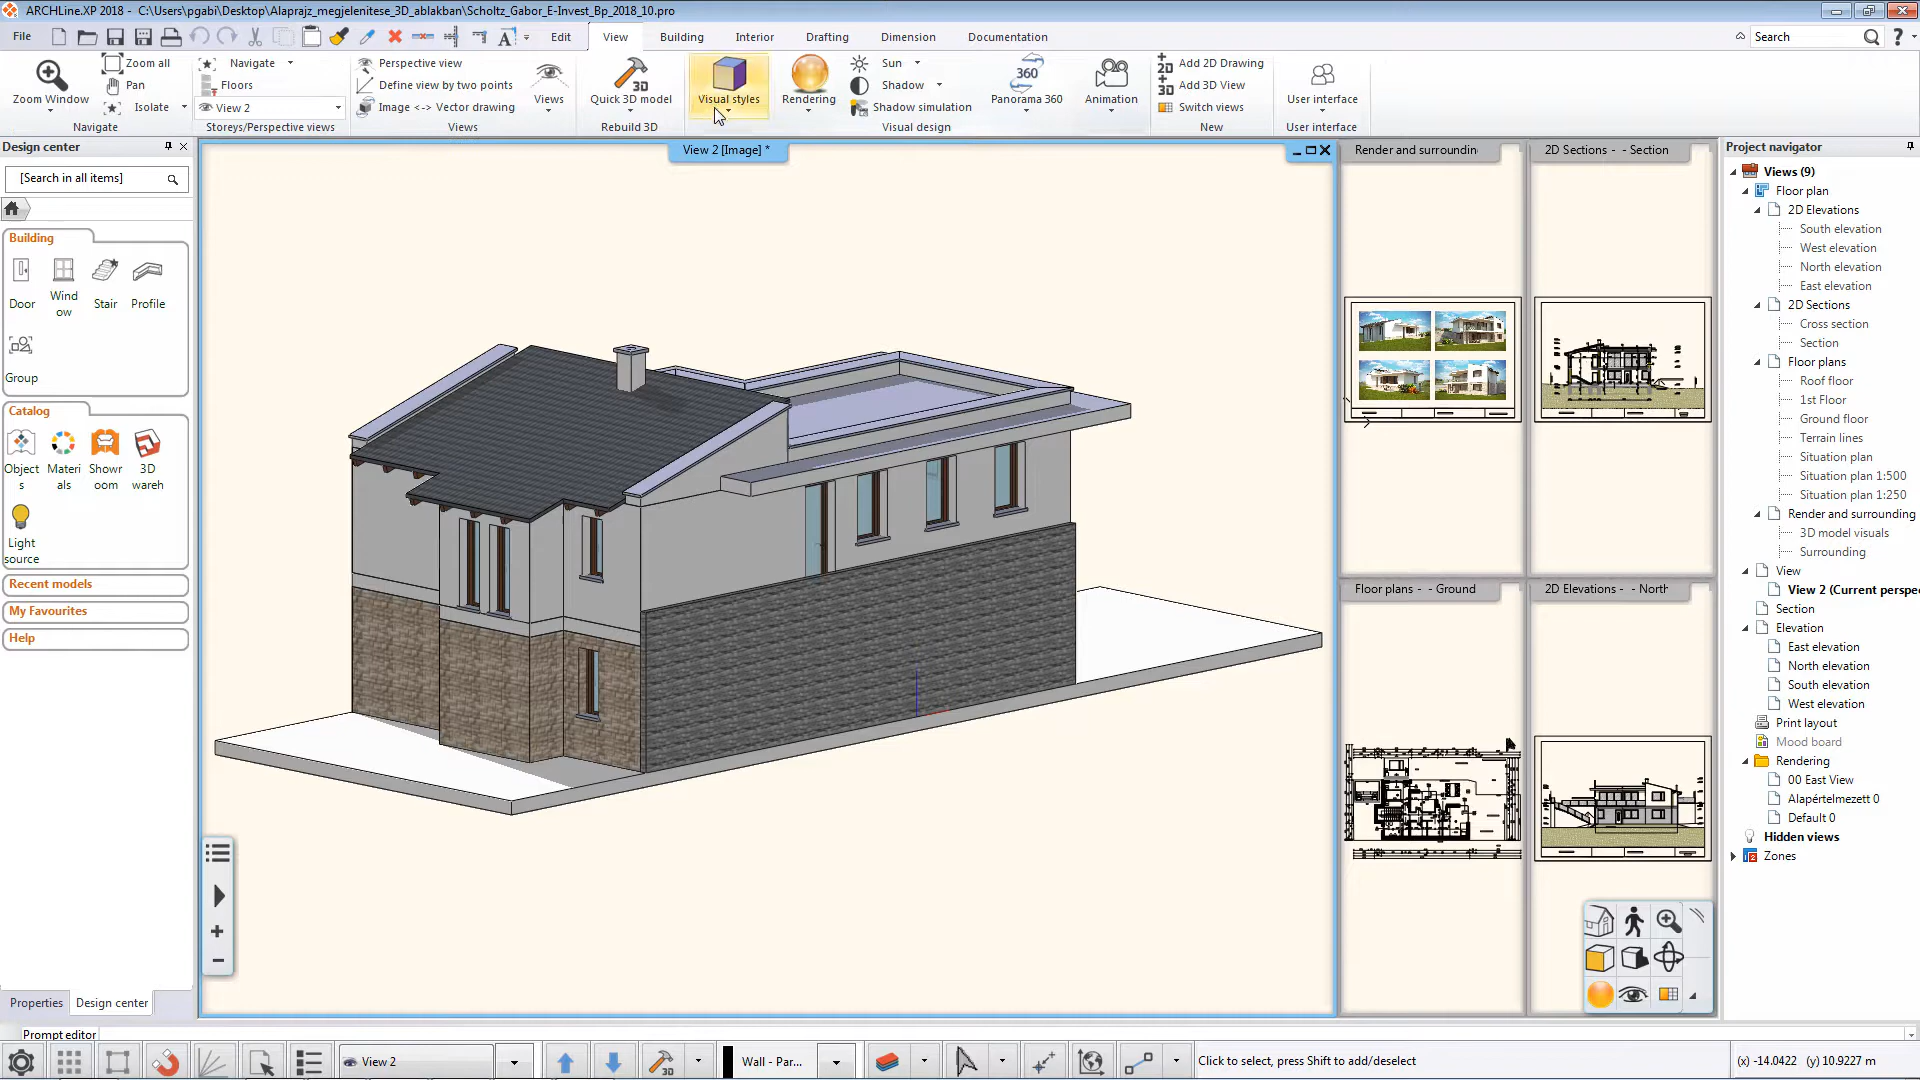 ARCHLine.XP 2018 - C:\Users\pgabi\Desktop\Alaprajz_megjelenitese_3D_ablakban\Scholtz_Gabor_E-Invest_Bp_2018_10.pro
File Edit View Building Interior Drafting Dimension Documentation Search ?
Zoom all Navigate Perspective view Sun Add 2D Drawing
Pan Floors Define view by two points Shadow Add 3D View
Zoom Window Isolate View 2 Image <-> Vector drawing Views Quick 3D model Visual styles Rendering Shadow simulation Panorama 360 Animation Switch views User interface
Navigate Storeys/Perspective views Views Rebuild 3D Visual design New User interface
Design center
[Search in all items]
Building
Door
Wind
ow
Stair
Profile
Group
Catalog
Object
s
Materi
als
Showr
oom
3D
wareh
Light
source
Recent models
My Favourites
Help
Properties Design center
View 2 [Image] *
Render and surroundin
2D Sections - - Section
Floor plans - - Ground
2D Elevations - - North
Project navigator
Views (9)
Floor plan
2D Elevations
South elevation
West elevation
North elevation
East elevation
2D Sections
Cross section
Section
Floor plans
Roof floor
1st Floor
Ground floor
Terrain lines
Situation plan
Situation plan 1:500
Situation plan 1:250
Render and surrounding
3D model visuals
Surrounding
View
View 2 (Current perspe
Section
Elevation
East elevation
North elevation
South elevation
West elevation
Print layout
Mood board
Rendering
00 East View
Alapértelmezett 0
Default 0
Hidden views
Zones
Prompt editor
View 2 3D Wall - Par... Click to select, press Shift to add/deselect (x) -14.0422 (y) 10.9227 m